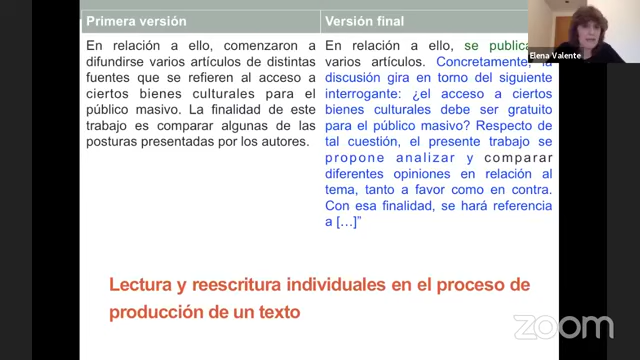 Primera versión
En relación a ello, comenzaron a
difundirse varios artículos de distintas
fuentes que se refieren al acceso a
ciertos bienes culturales para el
público masivo. La finalidad de este
trabajo es comparar algunas de las
posturas presentadas por los autores.
Versión final
En relación a ello, se publica
varios artículos. Concretamente, la
discusión gira en torno del siguiente
interrogante: ¿el acceso a ciertos
bienes culturales debe ser gratuito
para el público masivo? Respecto de
tal cuestión, el presente trabajo se
propone analizar y comparar
diferentes opiniones en relación al
tema, tanto a favor como en contra.
Con esa finalidad, se hará referencia
a […]”
Lectura y reescritura individuales en el proceso de
producción de un texto
Elena Valente
zoom